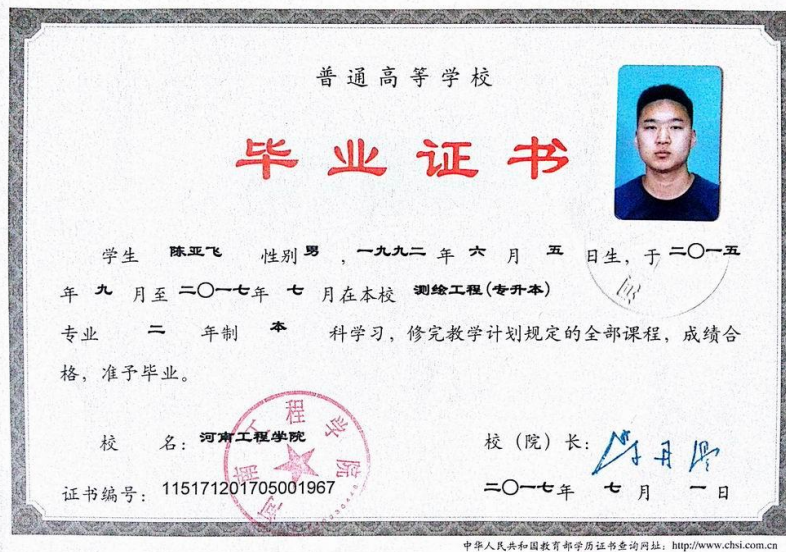 普通高等学校
毕业证书
学生 陈亚飞 性别 男 ，一九九二 年 六 月 五 日生，于 二〇一五
年 九 月至 二〇一七年 七 月在本校 测绘工程(专升本)
专业 二 年制 本 科学习，修完教学计划规定的全部课程，成绩合
格，准予毕业。
校 名：河南工程学院
校（院）长：
证书编号：115171201705001967
二〇一七年 七 月 一日
河南工程学院
中华人民共和国教育部学历证书查询网址：http://www.chsi.com.cn